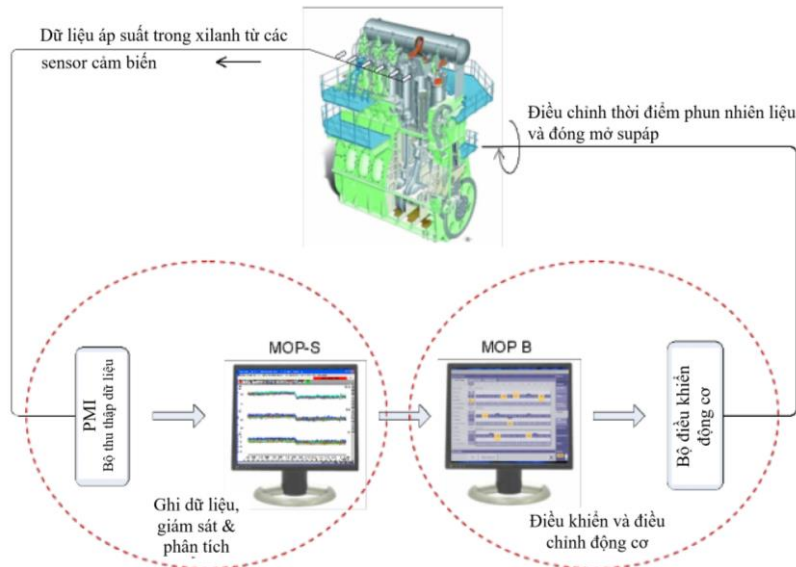 Dữ liệu áp suất trong xilanh từ các
sensor cảm biến
Điều chỉnh thời điểm phun nhiên liệu
và đóng mở supáp
MOP-S
MOP B
PMI
Bộ thu thập dữ liệu
Bộ điều khiển
động cơ
Ghi dữ liệu,
giám sát &
phân tích
Điều khiển và điều
chỉnh động cơ